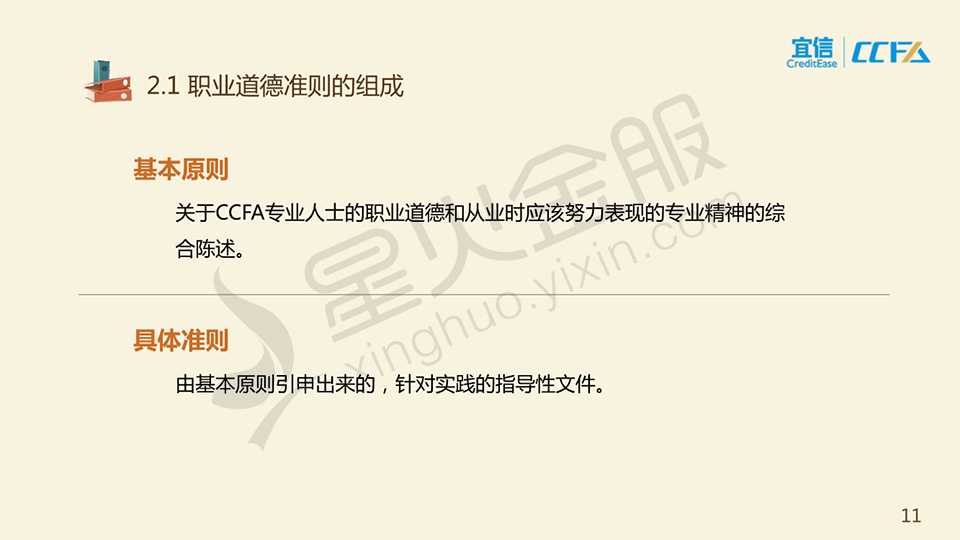 宜信
CreditEase
CCFA
2.1 职业道德准则的组成
基本原则
关于CCFA专业人士的职业道德和从业时应该努力表现的专业精神的综
合陈述。
具体准则
由基本原则引申出来的，针对实践的指导性文件。
星火金服
xinghuo.yixin.com
11